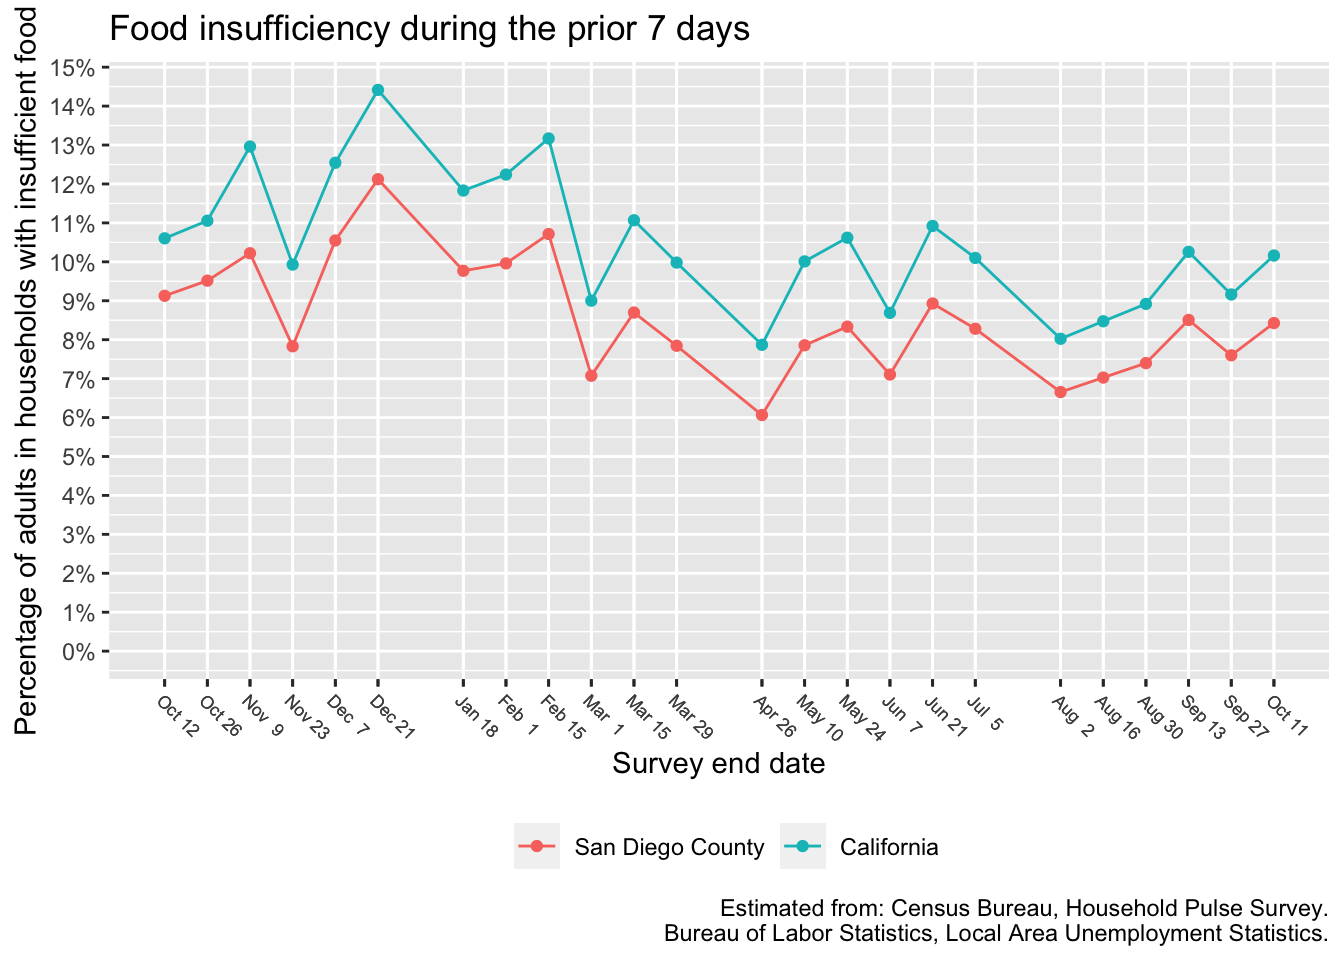 Food insufficiency during the prior 7 days
Percentage of adults in households with insufficient food
15%
14%
13%
12%
11%
10%
9%
8%
7%
6%
5%
4%
3%
2%
1%
0%
Oct 12
Oct 26
Nov 9
Nov 23
Dec 7
Dec 21
Jan 18
Feb 1
Feb 15
Mar 1
Mar 15
Mar 29
Apr 26
May 10
May 24
Jun 7
Jun 21
Jul 5
Aug 2
Aug 16
Aug 30
Sep 13
Sep 27
Oct 11
Survey end date
San Diego County
California
Estimated from: Census Bureau, Household Pulse Survey.
Bureau of Labor Statistics, Local Area Unemployment Statistics.